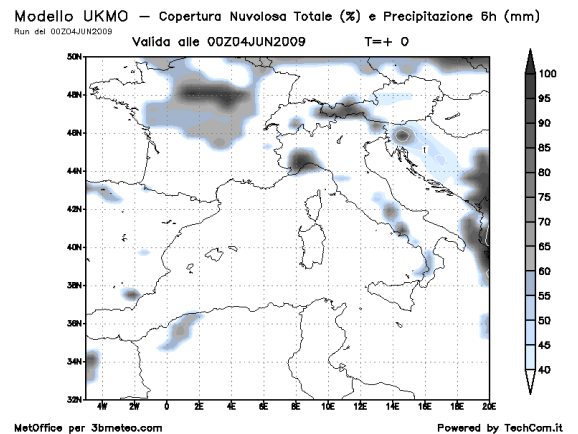 Modello UKMO – Copertura Nuvolosa Totale (%) e Precipitazione 6h (mm)
Run del 00Z04JUN2009
Valida alle 00Z04JUN2009 T=+ 0
50N
48N
46N
44N
42N
40N
38N
36N
34N
32N
4W 2W 0 2E 4E 6E 8E 10E 12E 14E 16E 18E 20E
100
95
90
85
80
75
70
65
60
55
50
45
40
MetOffice per 3bmeteo.com Powered by TechCom.it